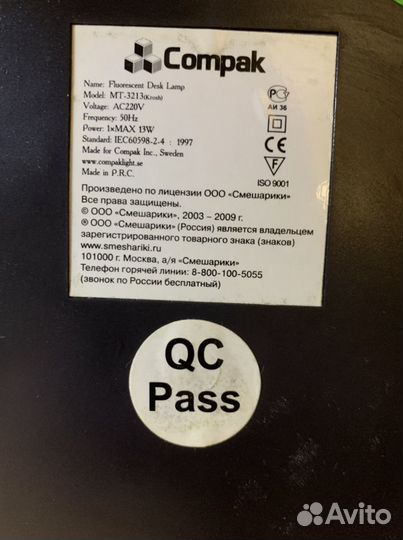 Compak
Name: Fluorescent Desk Lamp
Model: MT-3213(Krosh)
Voltage: AC220V
Frequency: 50Hz
Power: 1×MAX 13W
Standard: IEC60598-2-4 : 1997
Made for Compak Inc., Sweden
www.compaklight.se
Made in P.R.C.
АИ 36
CE
F
ISO 9001
Произведено по лицензии ООО «Смешарики»
Все права защищены.
© ООО «Смешарики», 2003 – 2009 г.
® ООО «Смешарики» (Россия) является владельцем
зарегистрированного товарного знака (знаков)
www.smeshariki.ru
101000 г. Москва, а/я «Смешарики»
Телефон горячей линии: 8-800-100-5055
(звонок по России бесплатный)
QC
Pass
Avito